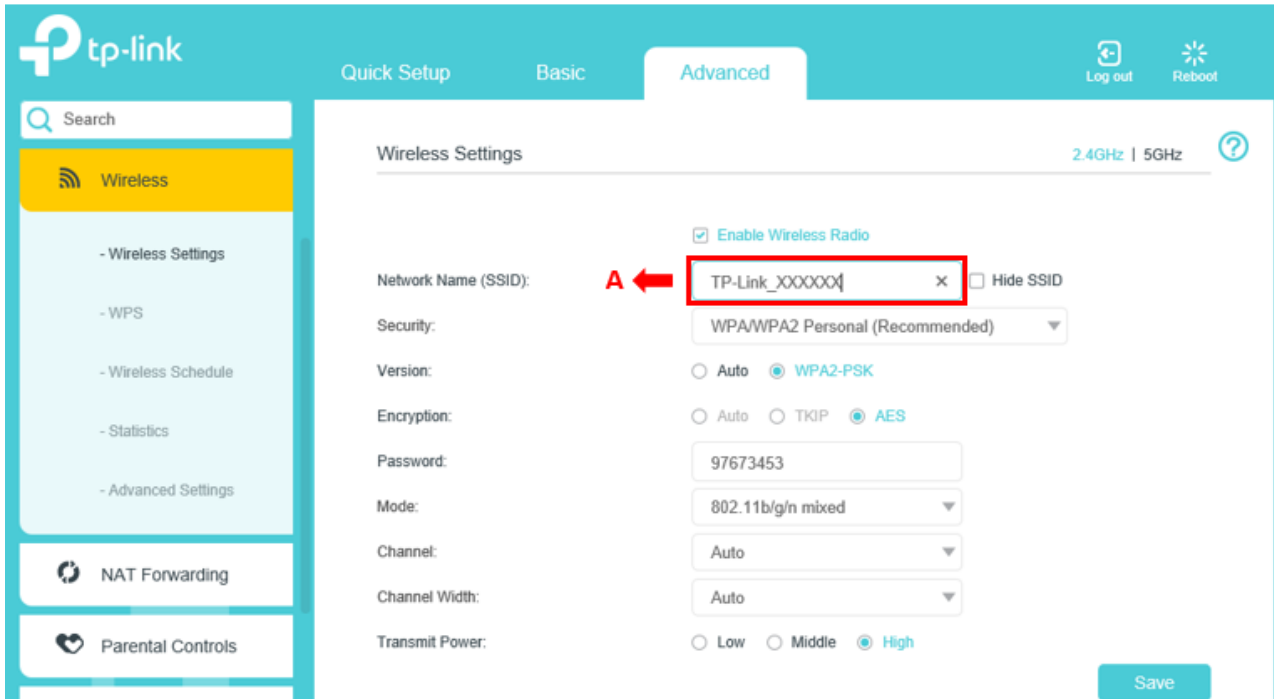 tp-link
Quick Setup Basic Advanced Log out Reboot
Search
Wireless
- Wireless Settings
- WPS
- Wireless Schedule
- Statistics
- Advanced Settings
NAT Forwarding
Parental Controls
Wireless Settings 2.4GHz | 5GHz ?
Enable Wireless Radio
Network Name (SSID): A TP-Link_XXXXXX × Hide SSID
Security: WPA/WPA2 Personal (Recommended)
Version: Auto WPA2-PSK
Encryption: Auto TKIP AES
Password: 97673453
Mode: 802.11b/g/n mixed
Channel: Auto
Channel Width: Auto
Transmit Power: Low Middle High
Save